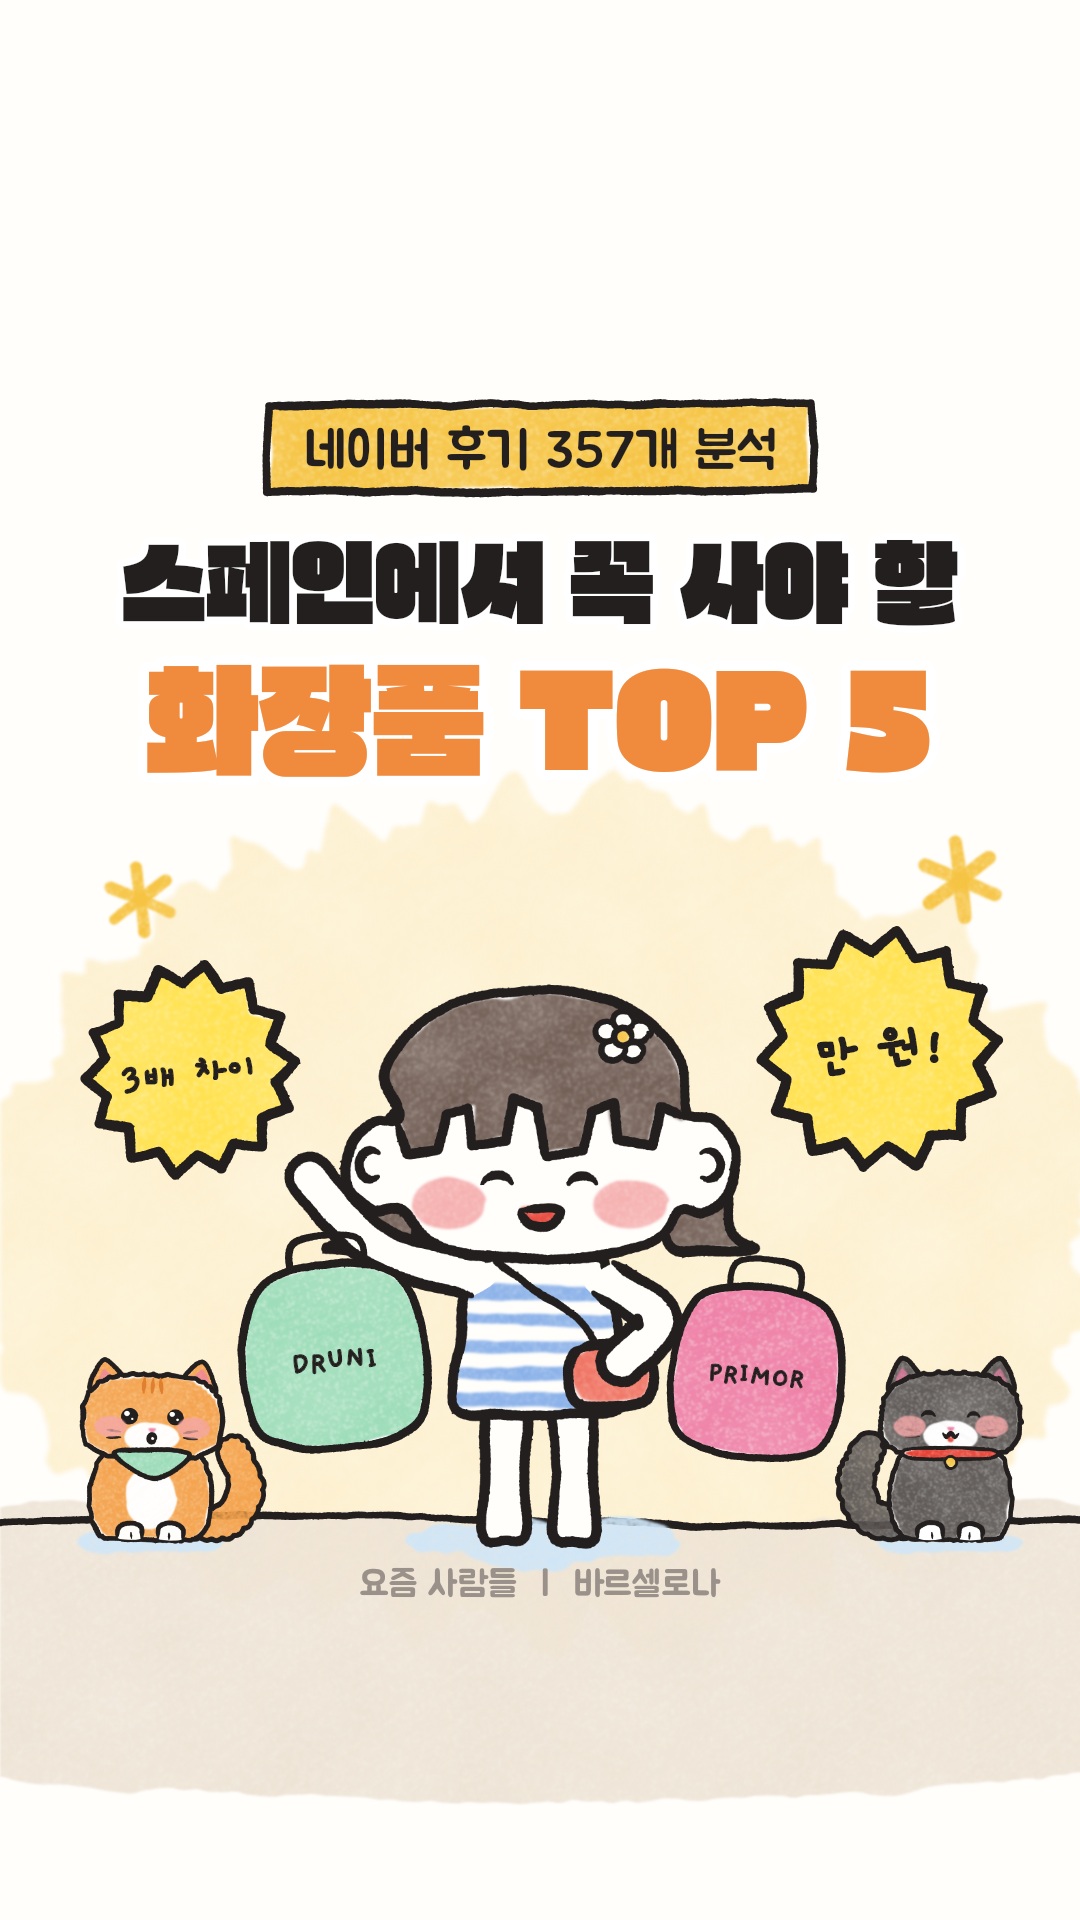 네이버 후기 357개 분석
스페인에서 꼭 사야 할
화장품 TOP 5
3배 차이
만 원!
DRUNI
PRIMOR
요즘 사람들 | 바르셀로나